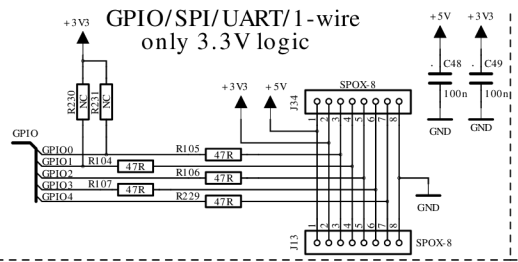 GPIO/SPI/UART/1-wire
only 3.3V logic
+3V3
+5V
+3V3
R230
NC
R231
NC
C48
100n
C49
100n
GND
GND
+3V3
+5V
SPOX-8
J34
1
2
3
4
5
6
7
8
GPIO
GPIO0
R105
47R
GPIO1
R104
47R
GPIO2
R106
47R
GPIO3
R107
47R
GPIO4
R229
47R
GND
1
2
3
4
5
6
7
8
J13
SPOX-8